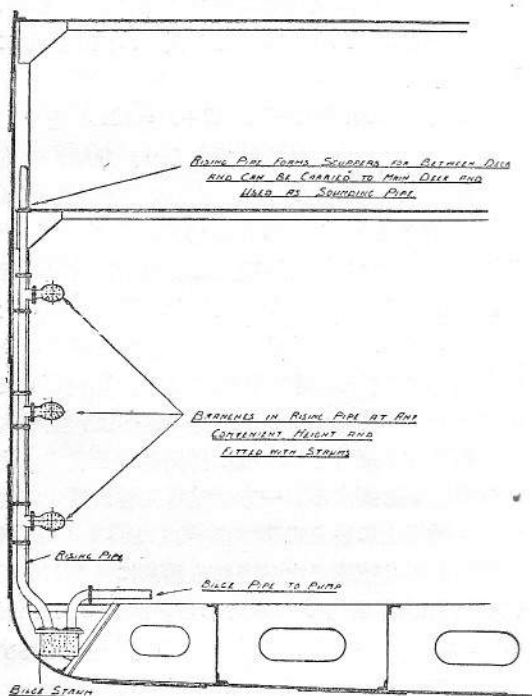 RISING PIPE FORMS SCUPPERS FOR BETWEEN DECK
AND CAN BE CARRIED TO MAIN DECK AND
USED AS SOUNDING PIPE.
BRANCHES IN RISING PIPE AT ANY
CONVENIENT HEIGHT AND
FITTED WITH STRUMS
RISING PIPE
BILGE PIPE TO PUMP
BILGE STRUM